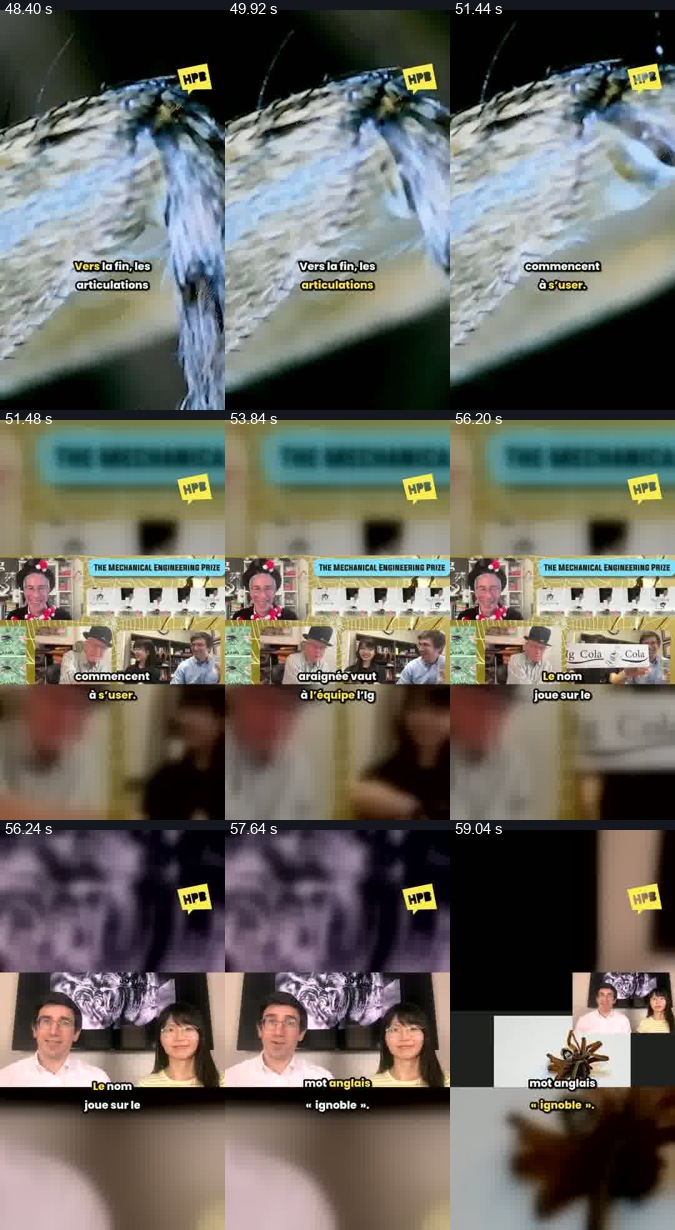 48.40 s
HPB
Vers la fin, les
articulations
49.92 s
HPB
Vers la fin, les
articulations
51.44 s
HPB
commencent
à s'user.
51.48 s
THE MECHANICA
HPB
THE MECHANICAL ENGINEERING PRIZE
commencent
à s'user.
53.84 s
THE MECHANICA
HPB
THE MECHANICAL ENGINEERING PRIZE
araignée vaut
à l'équipe l'Ig
56.20 s
THE MECHANICA
HPB
THE MECHANICAL ENGINEERING PRIZE
Ig Cola Cola
Le nom
joue sur le
56.24 s
HPB
Le nom
joue sur le
57.64 s
HPB
mot anglais
« ignoble ».
59.04 s
HPB
mot anglais
« ignoble ».